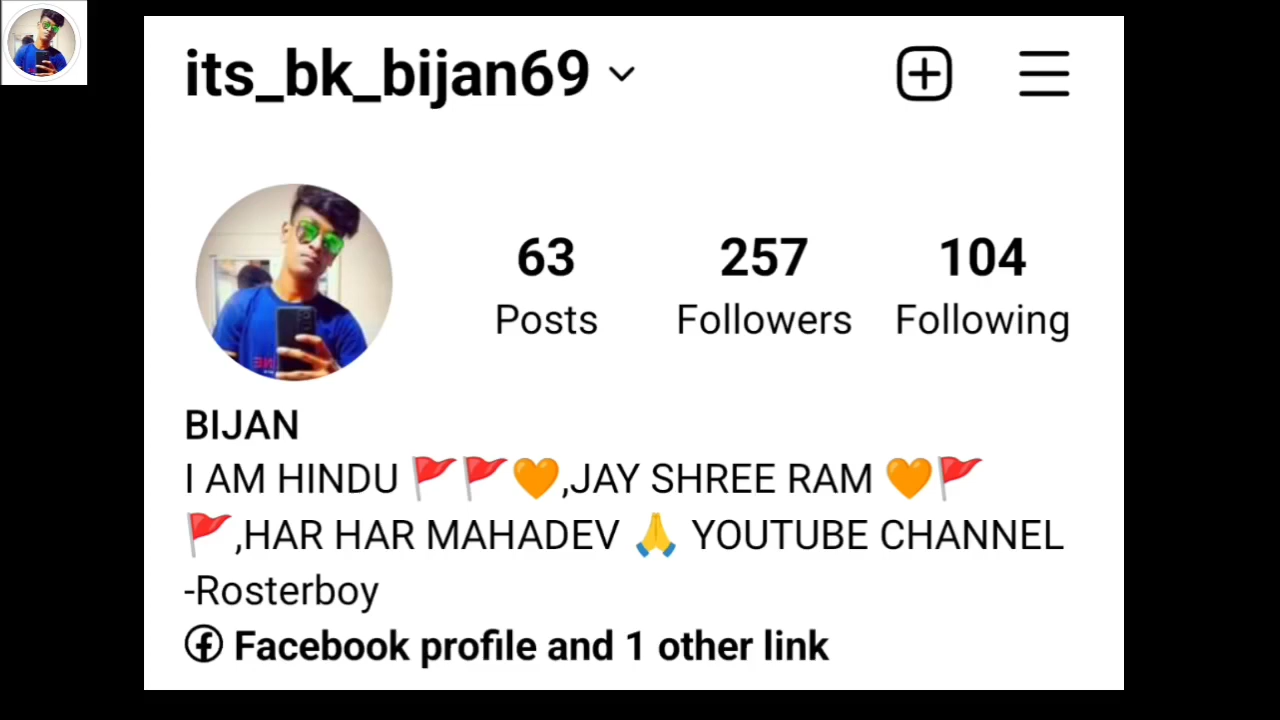 its_bk_bijan69
63 257 104
Posts Followers Following
BIJAN
I AM HINDU 🚩🚩🧡,JAY SHREE RAM 🧡🚩
🚩,HAR HAR MAHADEV 🙏 YOUTUBE CHANNEL
-Rosterboy
Facebook profile and 1 other link